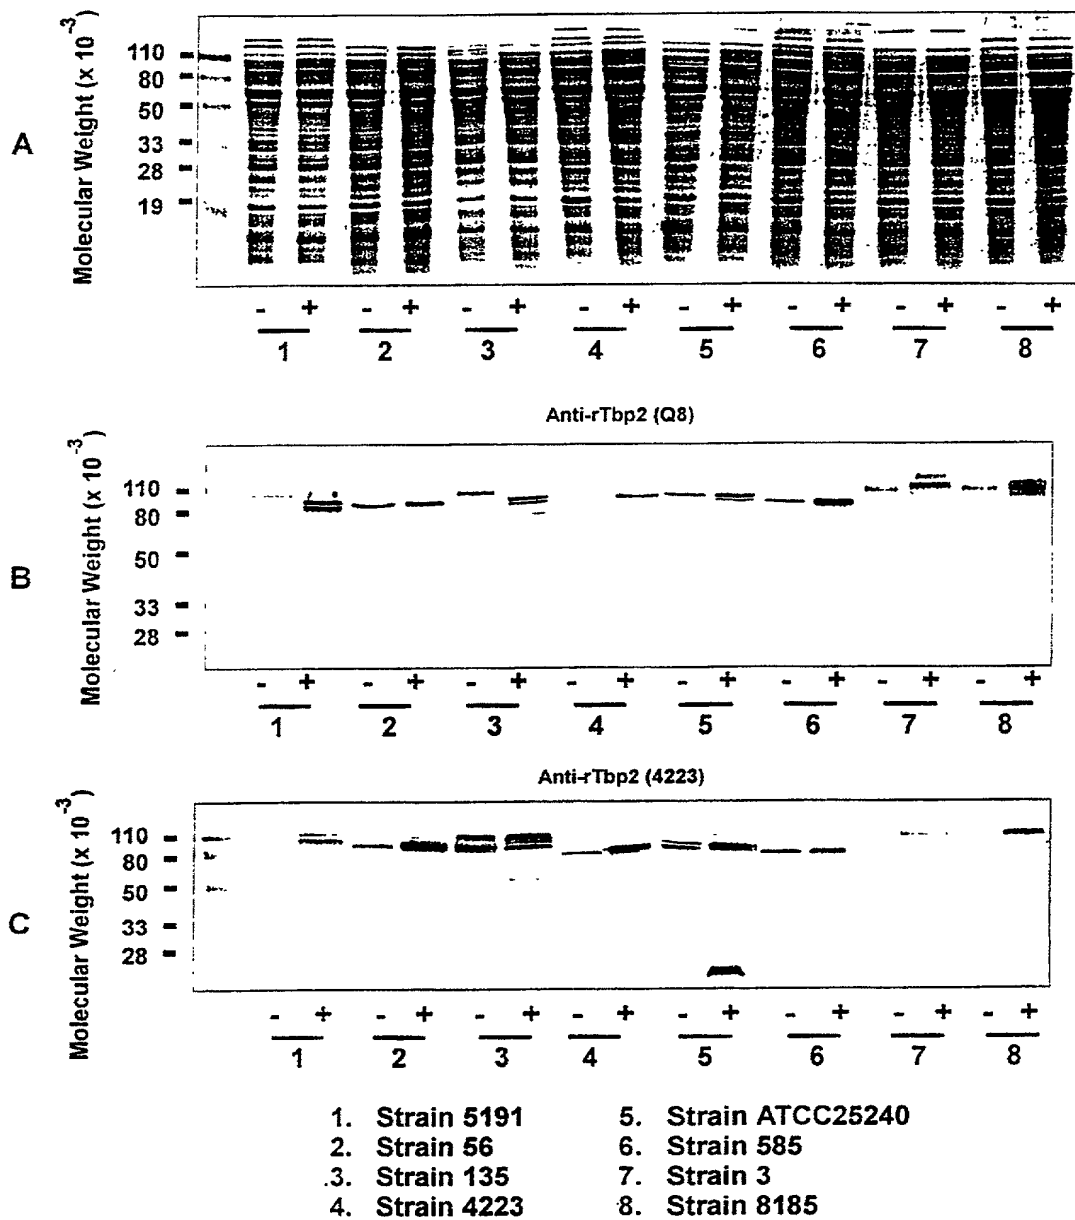 A
Molecular Weight (x 10⁻³)
110
80
50
33
28
19
- + - + - + - + - + - + - + - +
1 2 3 4 5 6 7 8
Anti-rTbp2 (Q8)
B
Molecular Weight (x 10⁻³)
110
80
50
33
28
- + - + - + - + - + - + - + - +
1 2 3 4 5 6 7 8
Anti-rTbp2 (4223)
C
Molecular Weight (x 10⁻³)
110
80
50
33
28
- + - + - + - + - + - + - + - +
1 2 3 4 5 6 7 8
1. Strain 5191
2. Strain 56
3. Strain 135
4. Strain 4223
5. Strain ATCC25240
6. Strain 585
7. Strain 3
8. Strain 8185